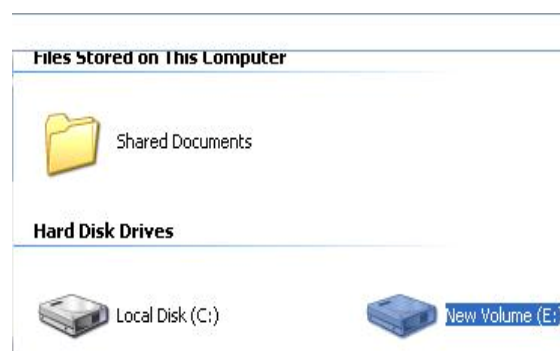 Files Stored on This Computer
Shared Documents
Hard Disk Drives
Local Disk (C:)
New Volume (E: